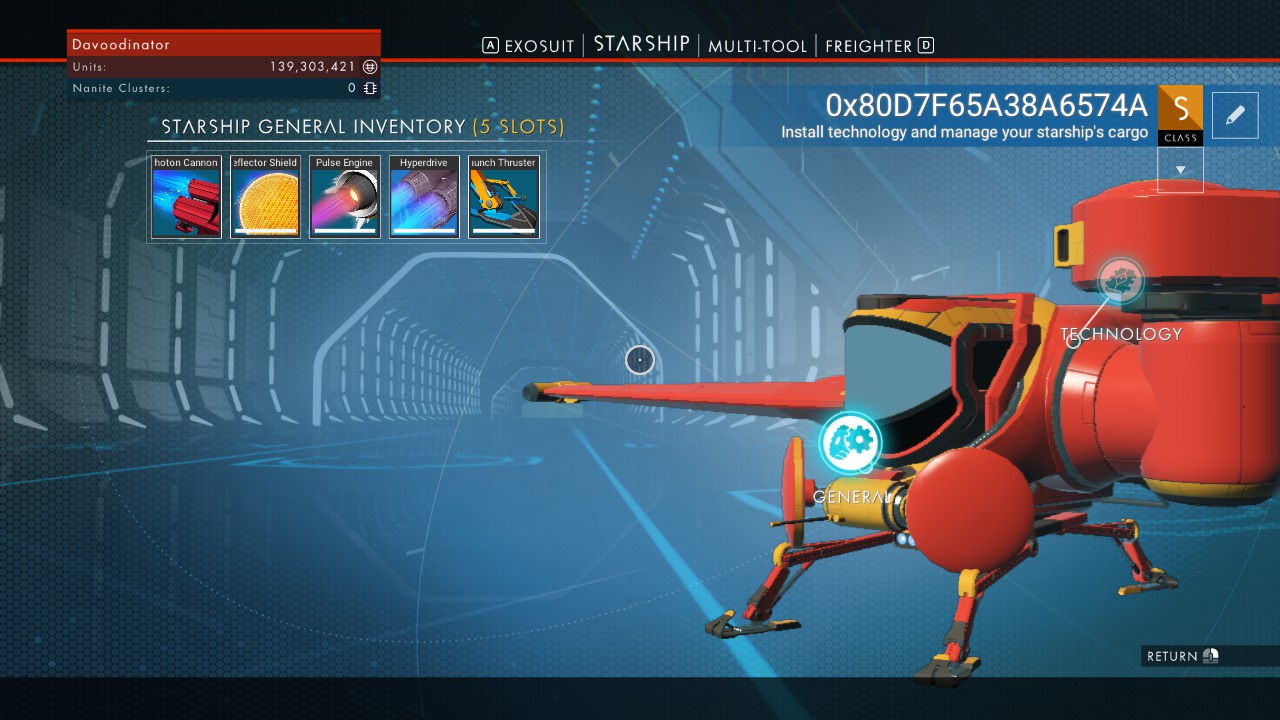 Davoodinator
Units: 139,303,421
Nanite Clusters: 0
A EXOSUIT STARSHIP MULTI-TOOL FREIGHTER D
0x80D7F65A38A6574A
Install technology and manage your starship's cargo
S
CLASS
STARSHIP GENERAL INVENTORY (5 SLOTS)
hoton Cannon eflector Shield Pulse Engine Hyperdrive unch Thruster
TECHNOLOGY
GENERAL
RETURN